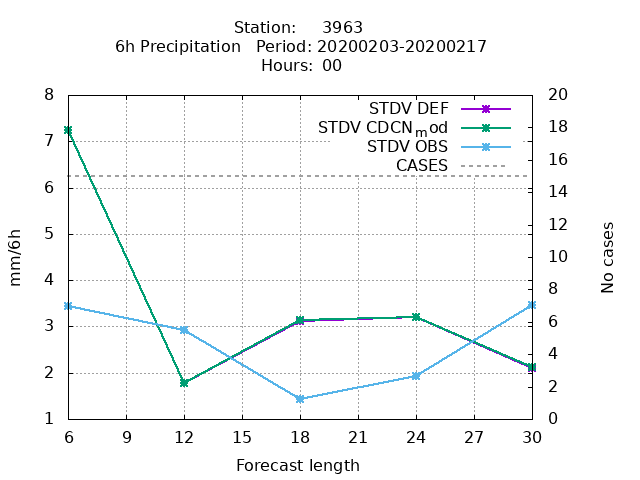 Station: 3963
6h Precipitation Period: 20200203-20200217
Hours: 00
STDV DEF
STDV CDCN_mod
STDV OBS
CASES
mm/6h
8
7
6
5
4
3
2
1
No cases
20
18
16
14
12
10
8
6
4
2
0
6 9 12 15 18 21 24 27 30
Forecast length